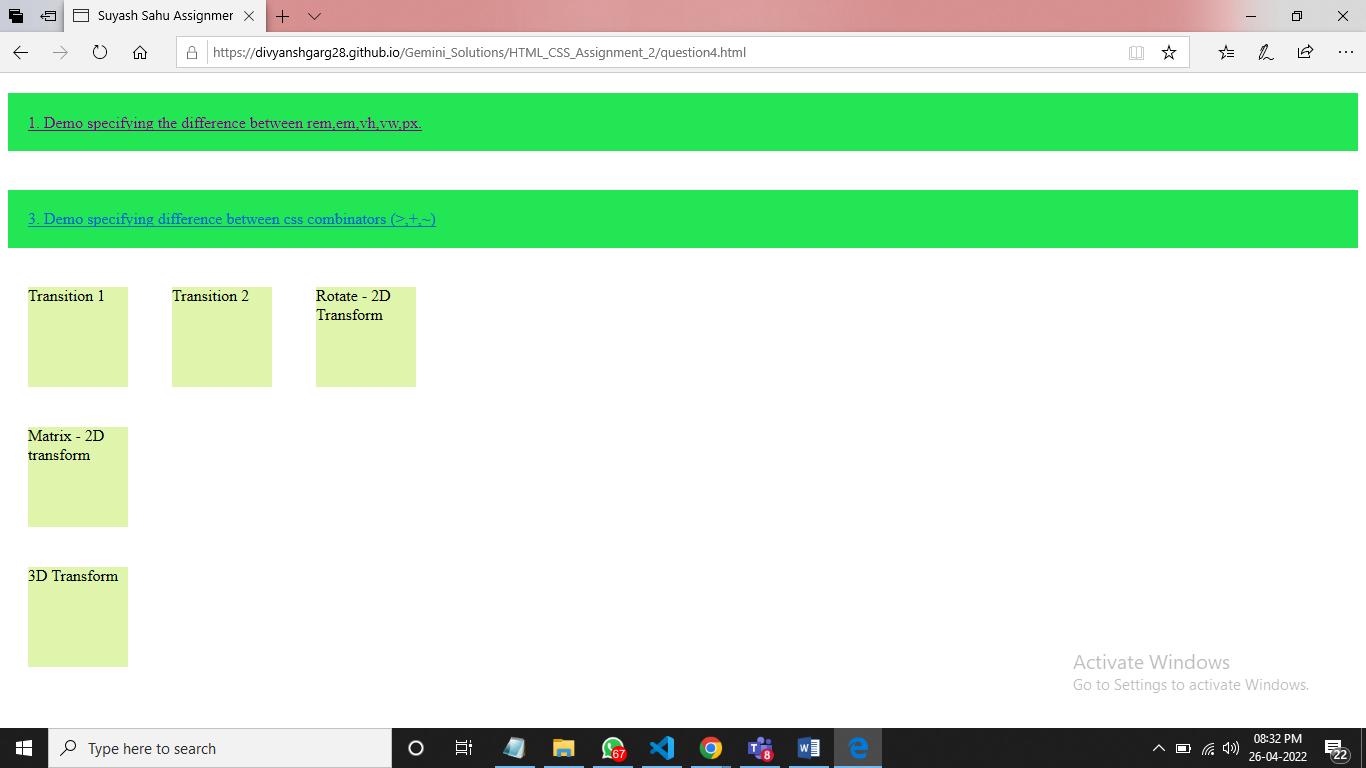 Suyash Sahu Assignmer
https://divyanshgarg28.github.io/Gemini_Solutions/HTML_CSS_Assignment_2/question4.html
1. Demo specifying the difference between rem,em,vh,vw,px.
3. Demo specifying difference between css combinators (>,+,~)
Transition 1
Transition 2
Rotate - 2D
Transform
Matrix - 2D
transform
3D Transform
Activate Windows
Go to Settings to activate Windows.
Type here to search
67
8
08:32 PM
26-04-2022
22